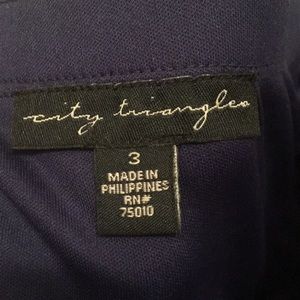 city triangles
3
MADE IN
PHILIPPINES
RN#
75010